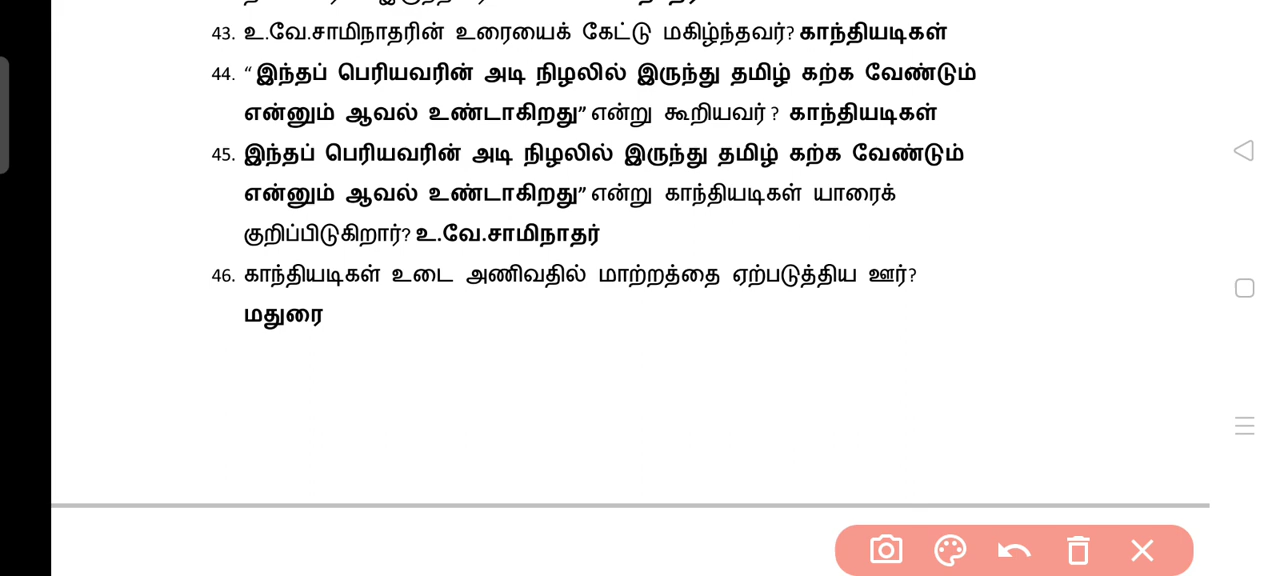 43. உ.வே.சாமிநாதரின் உரையைக் கேட்டு மகிழ்ந்தவர்? காந்தியடிகள்
44. “ இந்தப் பெரியவரின் அடி நிழலில் இருந்து தமிழ் கற்க வேண்டும்
என்னும் ஆவல் உண்டாகிறது” என்று கூறியவர் ? காந்தியடிகள்
45. இந்தப் பெரியவரின் அடி நிழலில் இருந்து தமிழ் கற்க வேண்டும்
என்னும் ஆவல் உண்டாகிறது” என்று காந்தியடிகள் யாரைக்
குறிப்பிடுகிறார்? உ.வே.சாமிநாதர்
46. காந்தியடிகள் உடை அணிவதில் மாற்றத்தை ஏற்படுத்திய ஊர்?
மதுரை